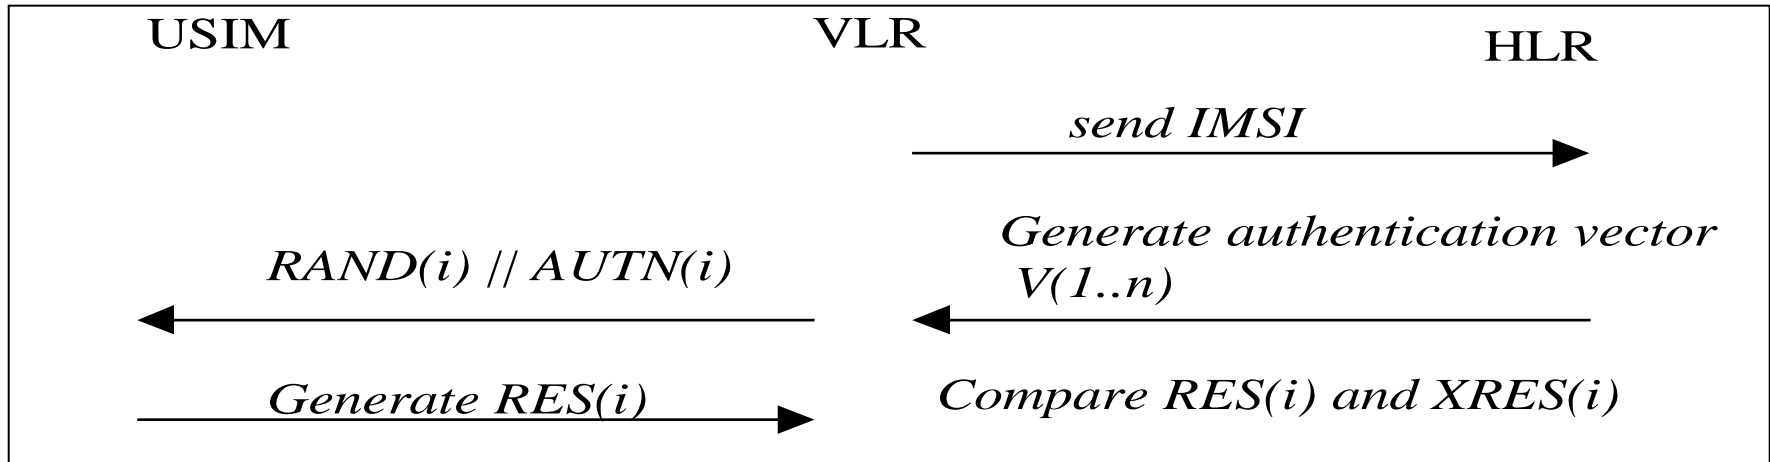 USIM
VLR
HLR
send IMSI
Generate authentication vector
V(1..n)
RAND(i) // AUTN(i)
Generate RES(i)
Compare RES(i) and XRES(i)